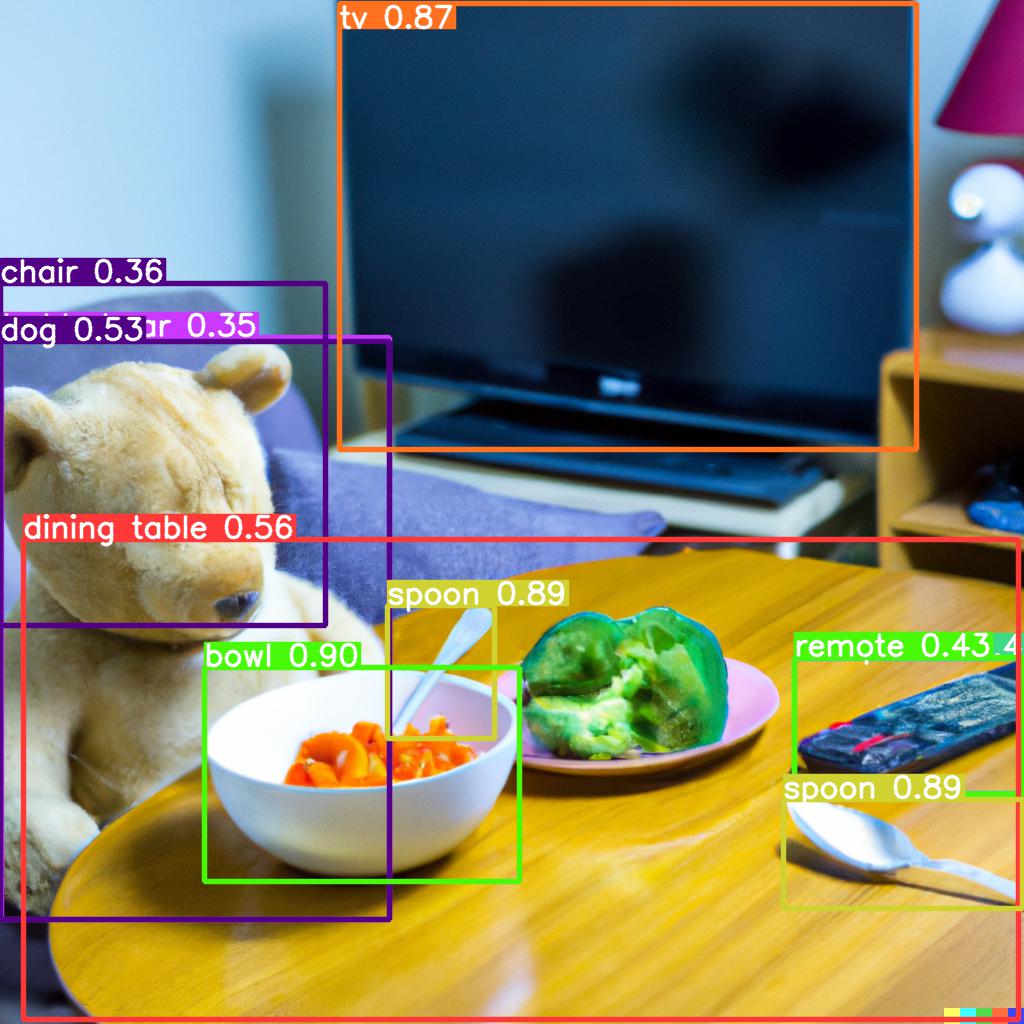 tv 0.87
chair 0.36
dog 0.53 ar 0.35
dining table 0.56
spoon 0.89
bowl 0.90
remote 0.43
spoon 0.89